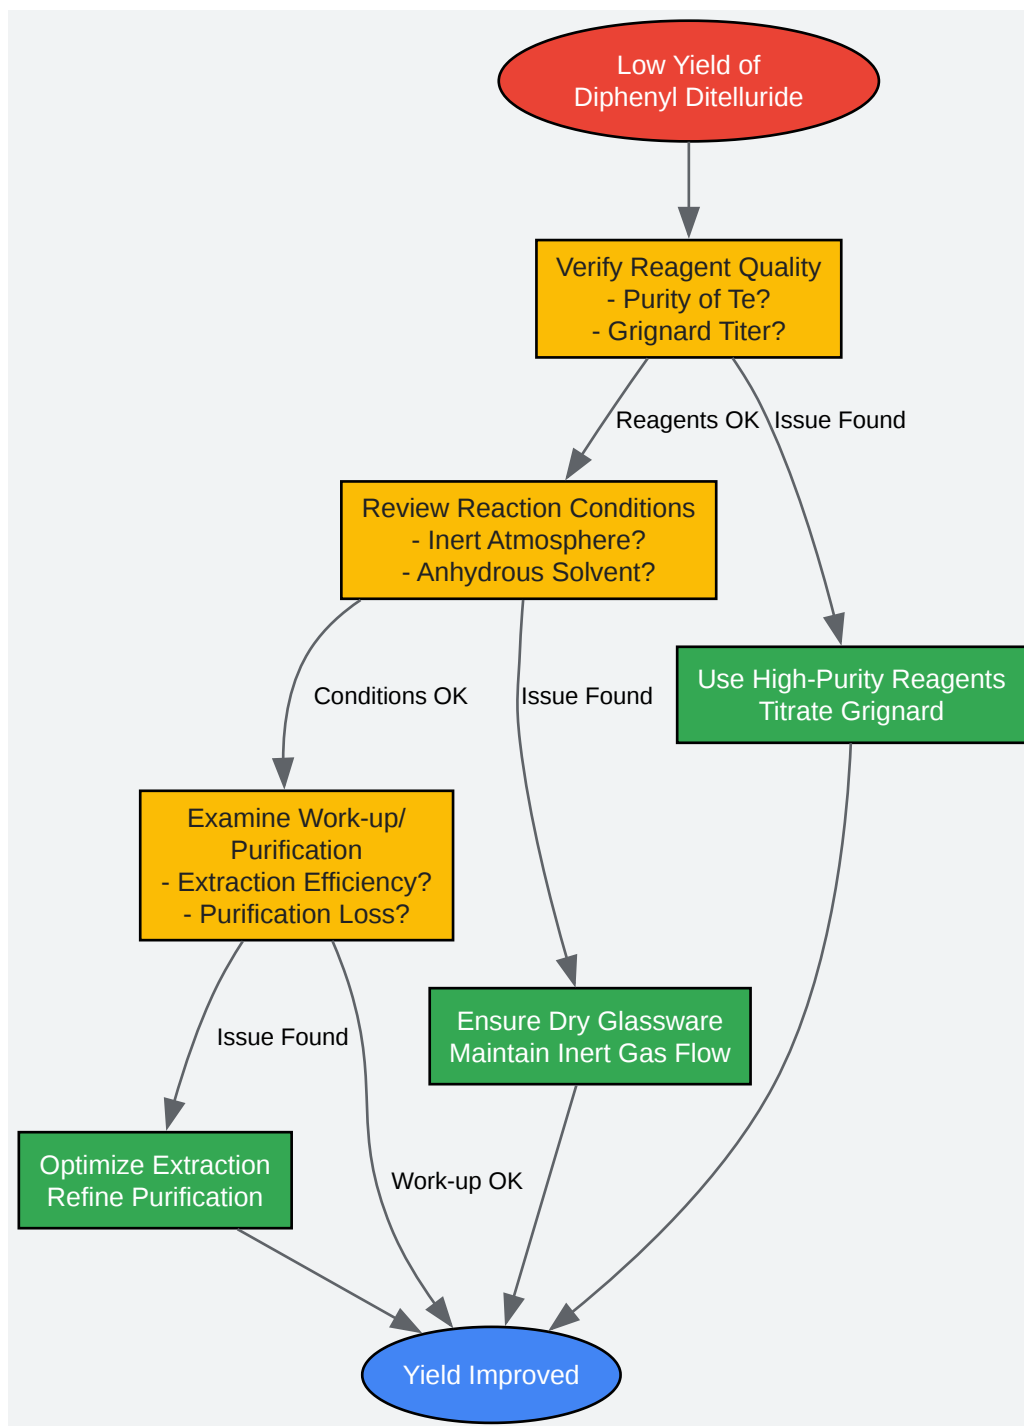 Low Yield of
Diphenyl Ditelluride
Verify Reagent Quality
- Purity of Te?
- Grignard Titer?
Reagents OK
Issue Found
Review Reaction Conditions
- Inert Atmosphere?
- Anhydrous Solvent?
Conditions OK
Issue Found
Use High-Purity Reagents
Titrate Grignard
Examine Work-up/
Purification
- Extraction Efficiency?
- Purification Loss?
Issue Found
Ensure Dry Glassware
Maintain Inert Gas Flow
Optimize Extraction
Refine Purification
Work-up OK
Yield Improved